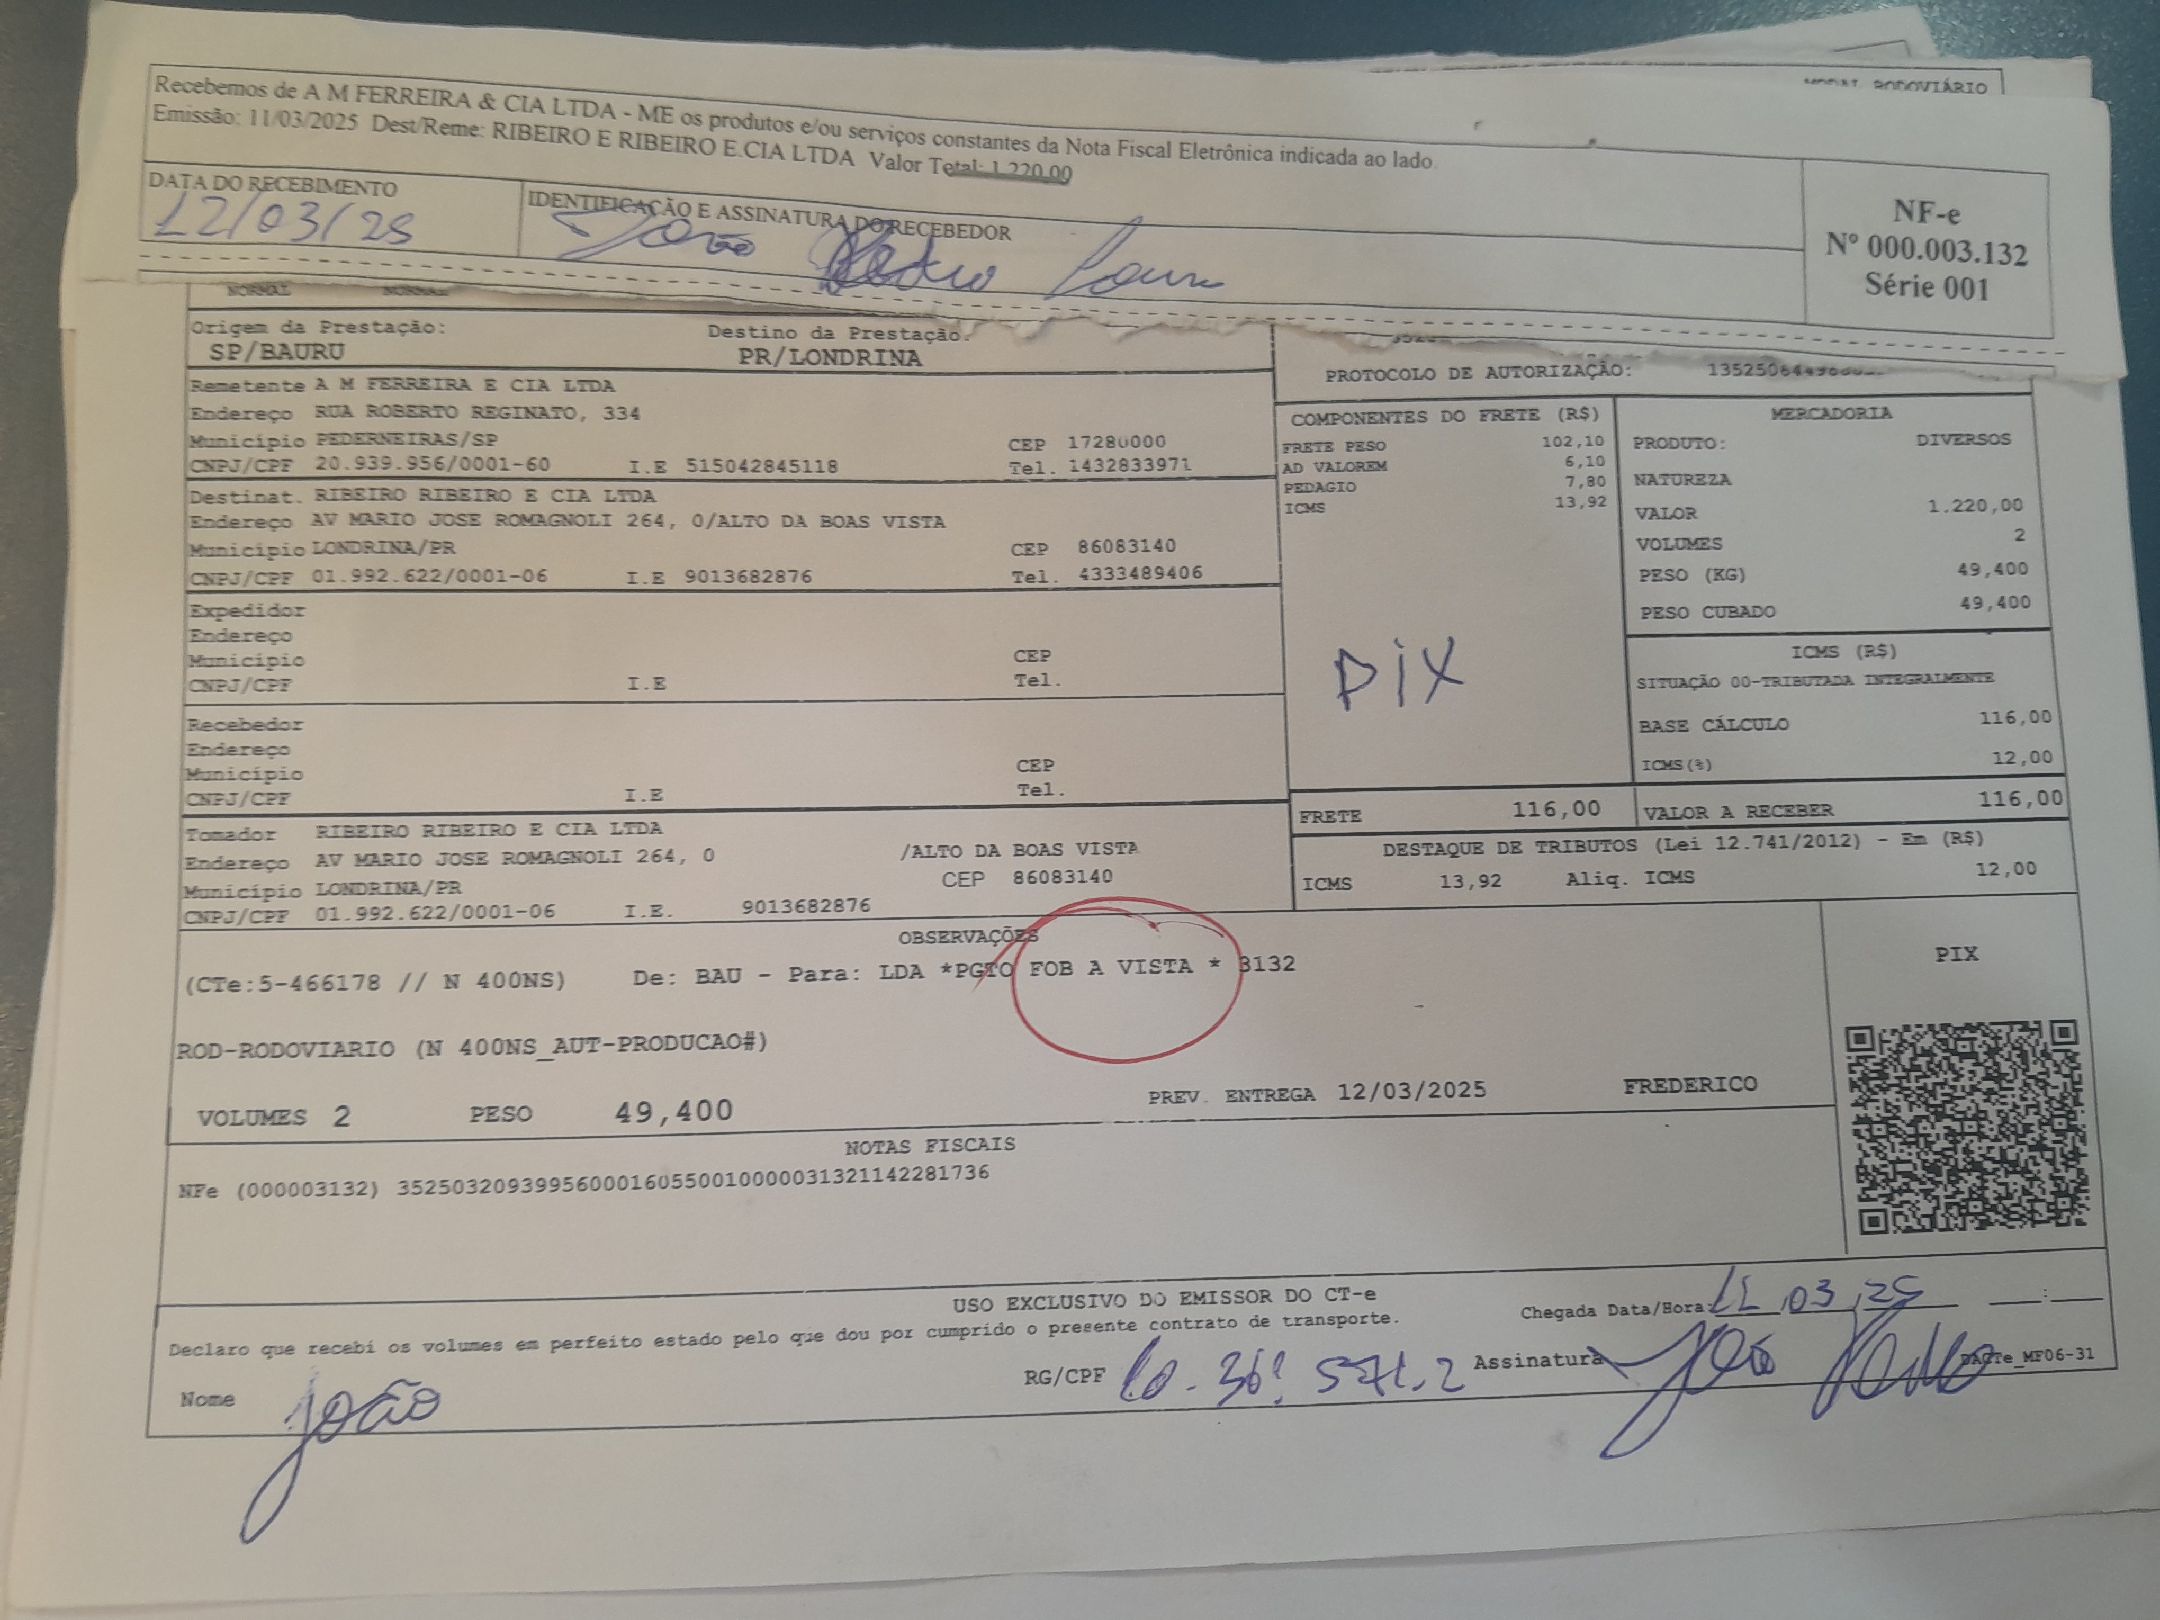 RODOVIÁRIO
Recebemos de A M FERREIRA & CIA LTDA - ME os produtos e/ou serviços constantes da Nota Fiscal Eletrônica indicada ao lado.
Emissão: 11/03/2025 Dest/Reme: RIBEIRO E RIBEIRO E CIA LTDA Valor Total: 1.220,00
DATA DO RECEBIMENTO
12/03/25
IDENTIFICAÇÃO E ASSINATURA DO RECEBEDOR
João Pedro
NF-e
Nº 000.003.132
Série 001
NORMAL NORMAL
Origem da Prestação: Destino da Prestação.
SP/BAURU PR/LONDRINA
PROTOCOLO DE AUTORIZAÇÃO:
Remetente A M FERREIRA E CIA LTDA
Endereço RUA ROBERTO REGINATO, 334
Município PEDERNEIRAS/SP CEP 17280000
CNPJ/CPF 20.939.956/0001-60 I.E 515042845118 Tel. 1432833971
Destinat. RIBEIRO RIBEIRO E CIA LTDA
Endereço AV MARIO JOSE ROMAGNOLI 264, 0/ALTO DA BOAS VISTA
Município LONDRINA/PR CEP 86083140
CNPJ/CPF 01.992.622/0001-06 I.E 9013682876 Tel. 4333489406
Expedidor
Endereço
Município CEP
CNPJ/CPF I.E Tel.
Recebedor
Endereço
Município CEP
CNPJ/CPF I.E Tel.
Tomador RIBEIRO RIBEIRO E CIA LTDA
Endereço AV MARIO JOSE ROMAGNOLI 264, 0 /ALTO DA BOAS VISTA
Município LONDRINA/PR CEP 86083140
CNPJ/CPF 01.992.622/0001-06 I.E. 9013682876
COMPONENTES DO FRETE (R$)
FRETE PESO 102,10
AD VALOREM 6,10
PEDAGIO 7,80
ICMS 13,92
PIX
MERCADORIA
PRODUTO: DIVERSOS
NATUREZA
VALOR 1.220,00
VOLUMES 2
PESO (KG) 49,400
PESO CUBADO 49,400
ICMS (R$)
SITUAÇÃO 00-TRIBUTADA INTEGRALMENTE
BASE CÁLCULO 116,00
ICMS(%) 12,00
FRETE 116,00 VALOR A RECEBER 116,00
DESTAQUE DE TRIBUTOS (Lei 12.741/2012) - Em (R$)
ICMS 13,92 Aliq. ICMS 12,00
OBSERVAÇÕES
(CTe:5-466178 // N 400NS) De: BAU - Para: LDA *PGTO FOB A VISTA * 3132
ROD-RODOVIARIO (N 400NS_AUT-PRODUCAO#)
VOLUMES 2 PESO 49,400 PREV. ENTREGA 12/03/2025 FREDERICO
PIX
NOTAS FISCAIS
NFe (000003132) 35250320939956000160550010000031321142281736
USO EXCLUSIVO DO EMISSOR DO CT-e
Declaro que recebi os volumes em perfeito estado pelo que dou por cumprido o presente contrato de transporte.
Chegada Data/Hora: 12 03 25 :
Nome João RG/CPF Assinatura João Pedro
DACTe_MF06-31